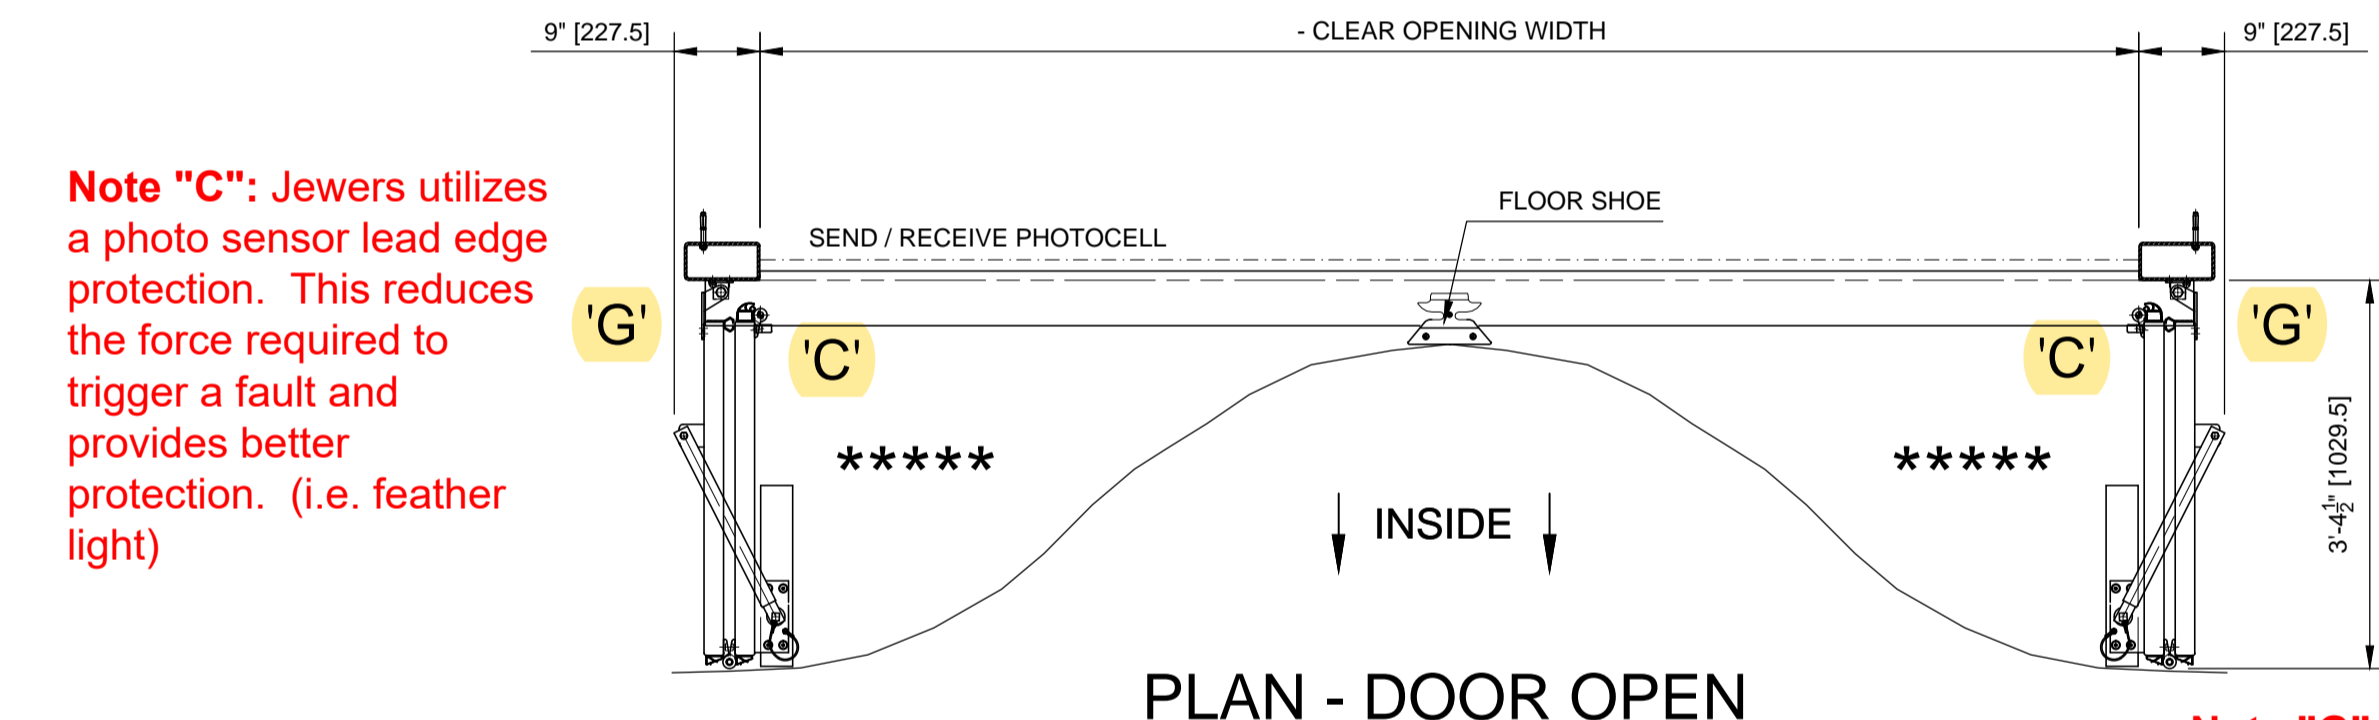 9" [227.5]
- CLEAR OPENING WIDTH
9" [227.5]
Note "C": Jewers utilizes
a photo sensor lead edge
protection. This reduces
the force required to
trigger a fault and
provides better
protection. (i.e. feather
light)
FLOOR SHOE
SEND / RECEIVE PHOTOCELL
'G'
'C'
'C'
'G'
*****
*****
3'-4½" [1029.5]
INSIDE
PLAN - DOOR OPEN